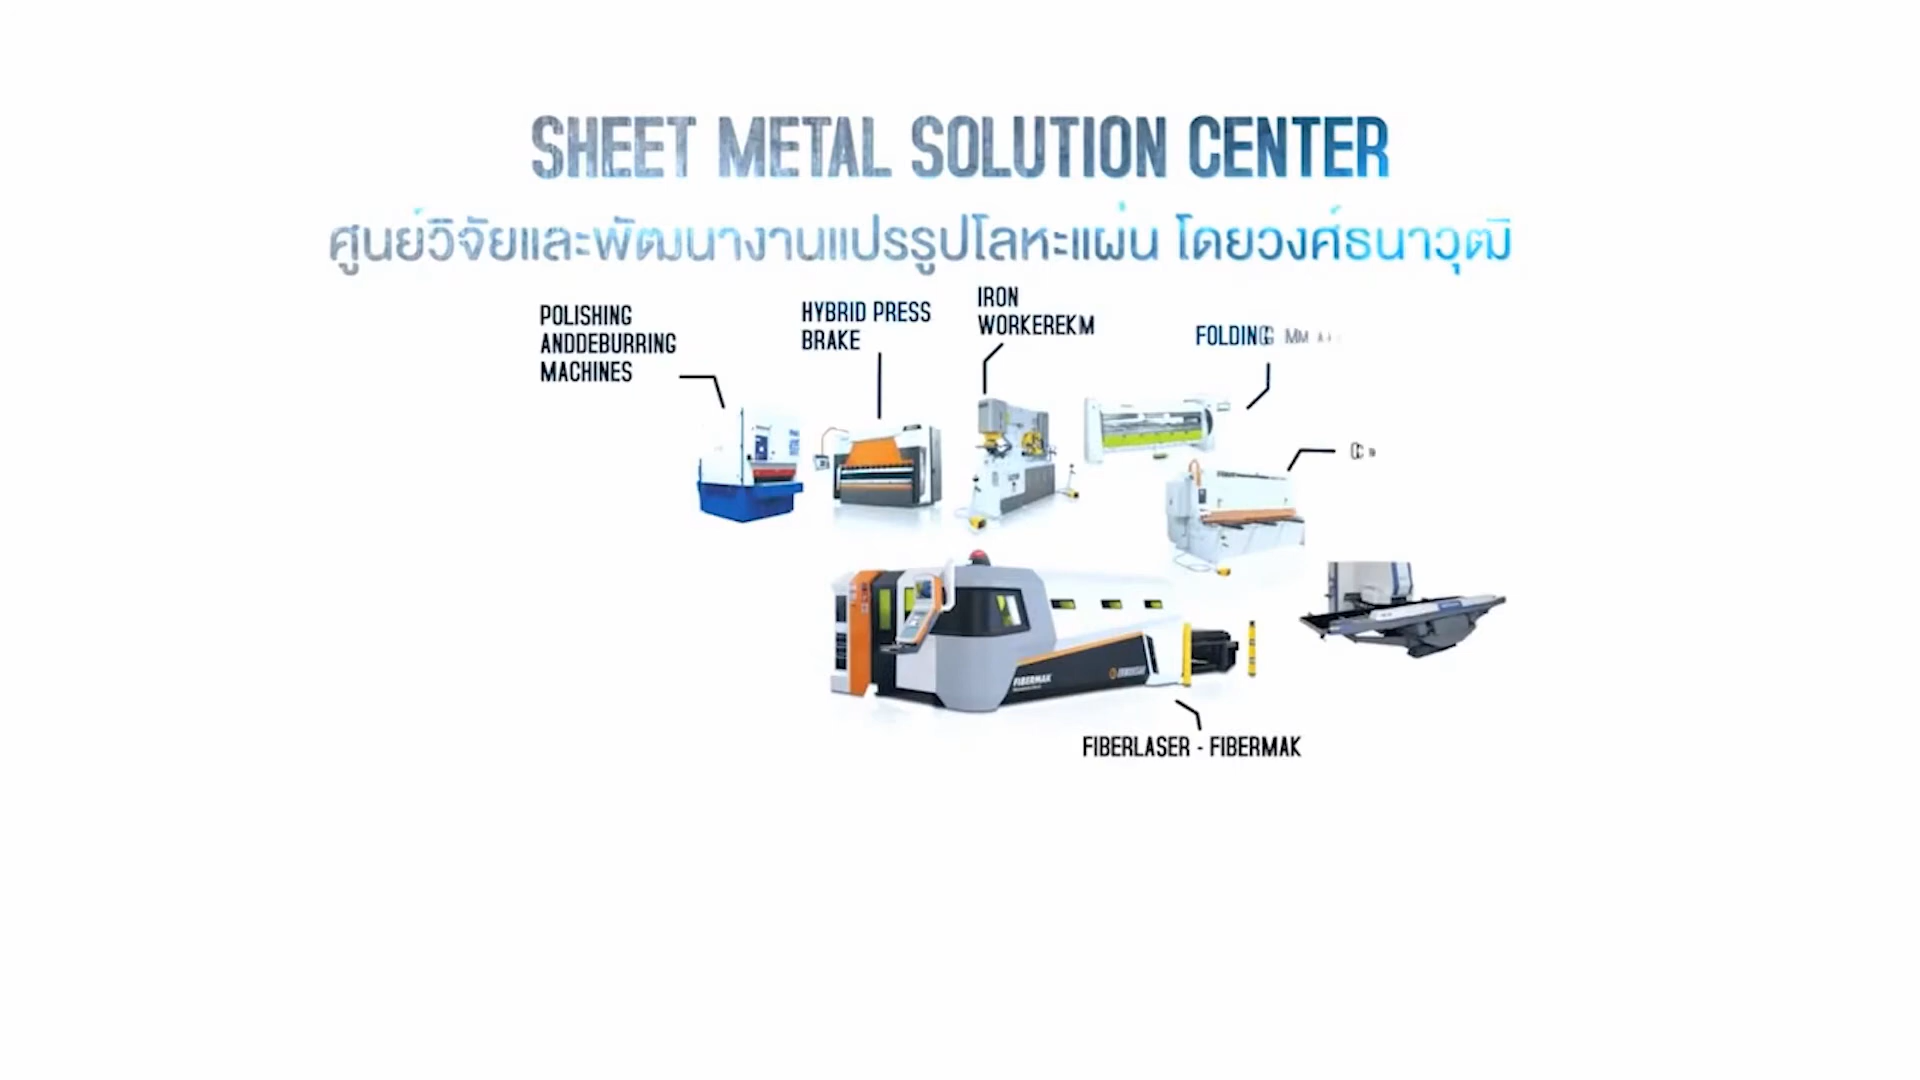 SHEET METAL SOLUTION CENTER
ศูนย์วิจัยและพัฒนางานแปรรูปโลหะแผ่น โดยวงศ์ธนาวุฒิ
POLISHING
ANDDEBURRING
MACHINES
HYBRID PRESS
BRAKE
IRON
WORKEREKM
FOLDING
FIBERMAK
ERMAKSAN
FIBERLASER - FIBERMAK